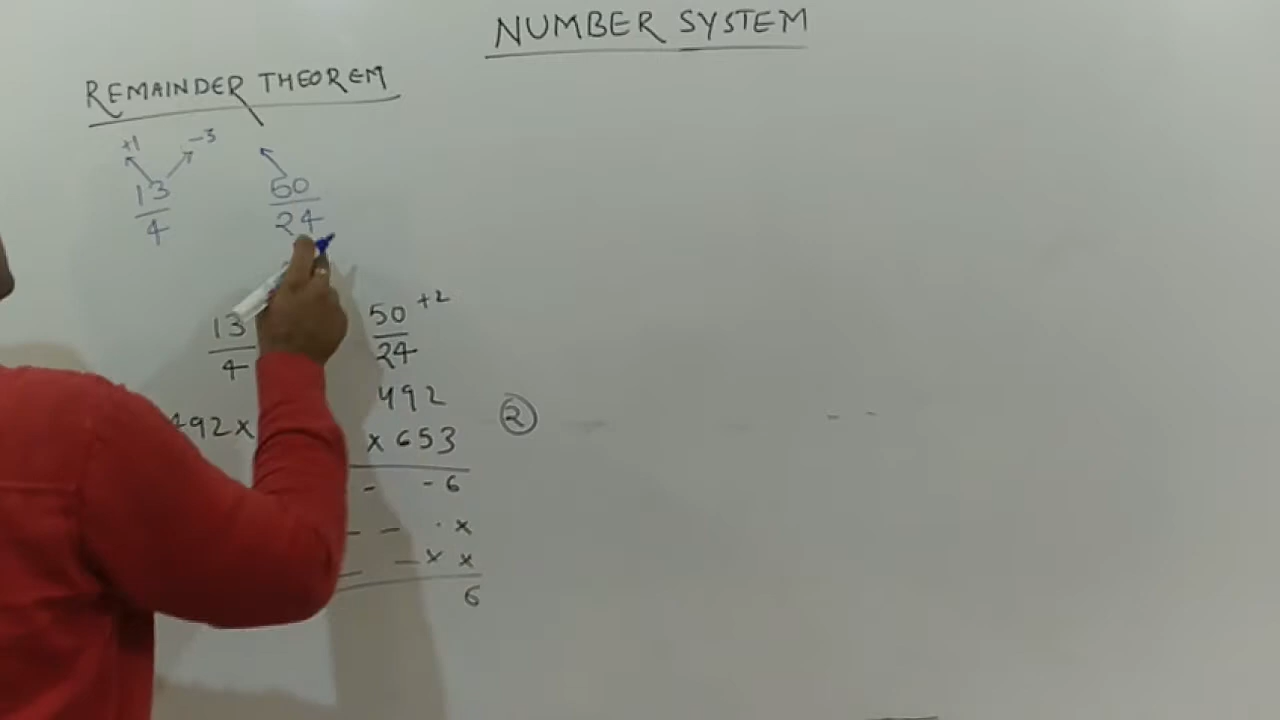 NUMBER SYSTEM
REMAINDER THEOREM
+1 -3
13 50
4 24
13 50 +2
4 24
492
92x x 653 2
- - 6
- - . x
- - x x
6